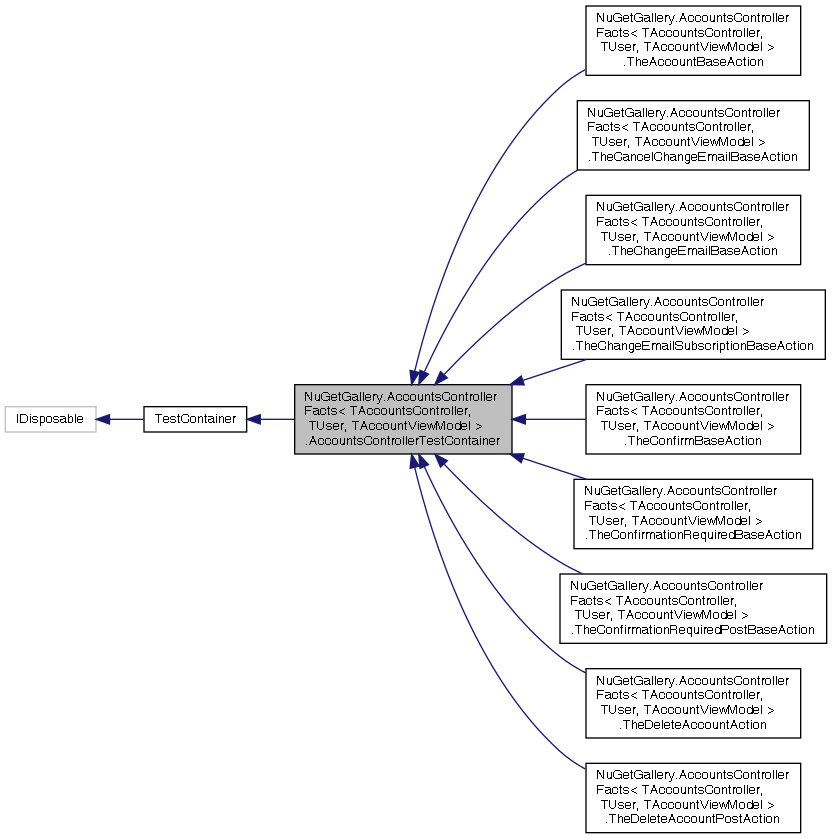 NuGetGallery.AccountsController
Facts< TAccountsController,
TUser, TAccountViewModel >
.TheAccountBaseAction
NuGetGallery.AccountsController
Facts< TAccountsController,
TUser, TAccountViewModel >
.TheCancelChangeEmailBaseAction
NuGetGallery.AccountsController
Facts< TAccountsController,
TUser, TAccountViewModel >
.TheChangeEmailBaseAction
NuGetGallery.AccountsController
Facts< TAccountsController,
TUser, TAccountViewModel >
.TheChangeEmailSubscriptionBaseAction
IDisposable
TestContainer
NuGetGallery.AccountsController
Facts< TAccountsController,
TUser, TAccountViewModel >
.AccountsControllerTestContainer
NuGetGallery.AccountsController
Facts< TAccountsController,
TUser, TAccountViewModel >
.TheConfirmBaseAction
NuGetGallery.AccountsController
Facts< TAccountsController,
TUser, TAccountViewModel >
.TheConfirmationRequiredBaseAction
NuGetGallery.AccountsController
Facts< TAccountsController,
TUser, TAccountViewModel >
.TheConfirmationRequiredPostBaseAction
NuGetGallery.AccountsController
Facts< TAccountsController,
TUser, TAccountViewModel >
.TheDeleteAccountAction
NuGetGallery.AccountsController
Facts< TAccountsController,
TUser, TAccountViewModel >
.TheDeleteAccountPostAction